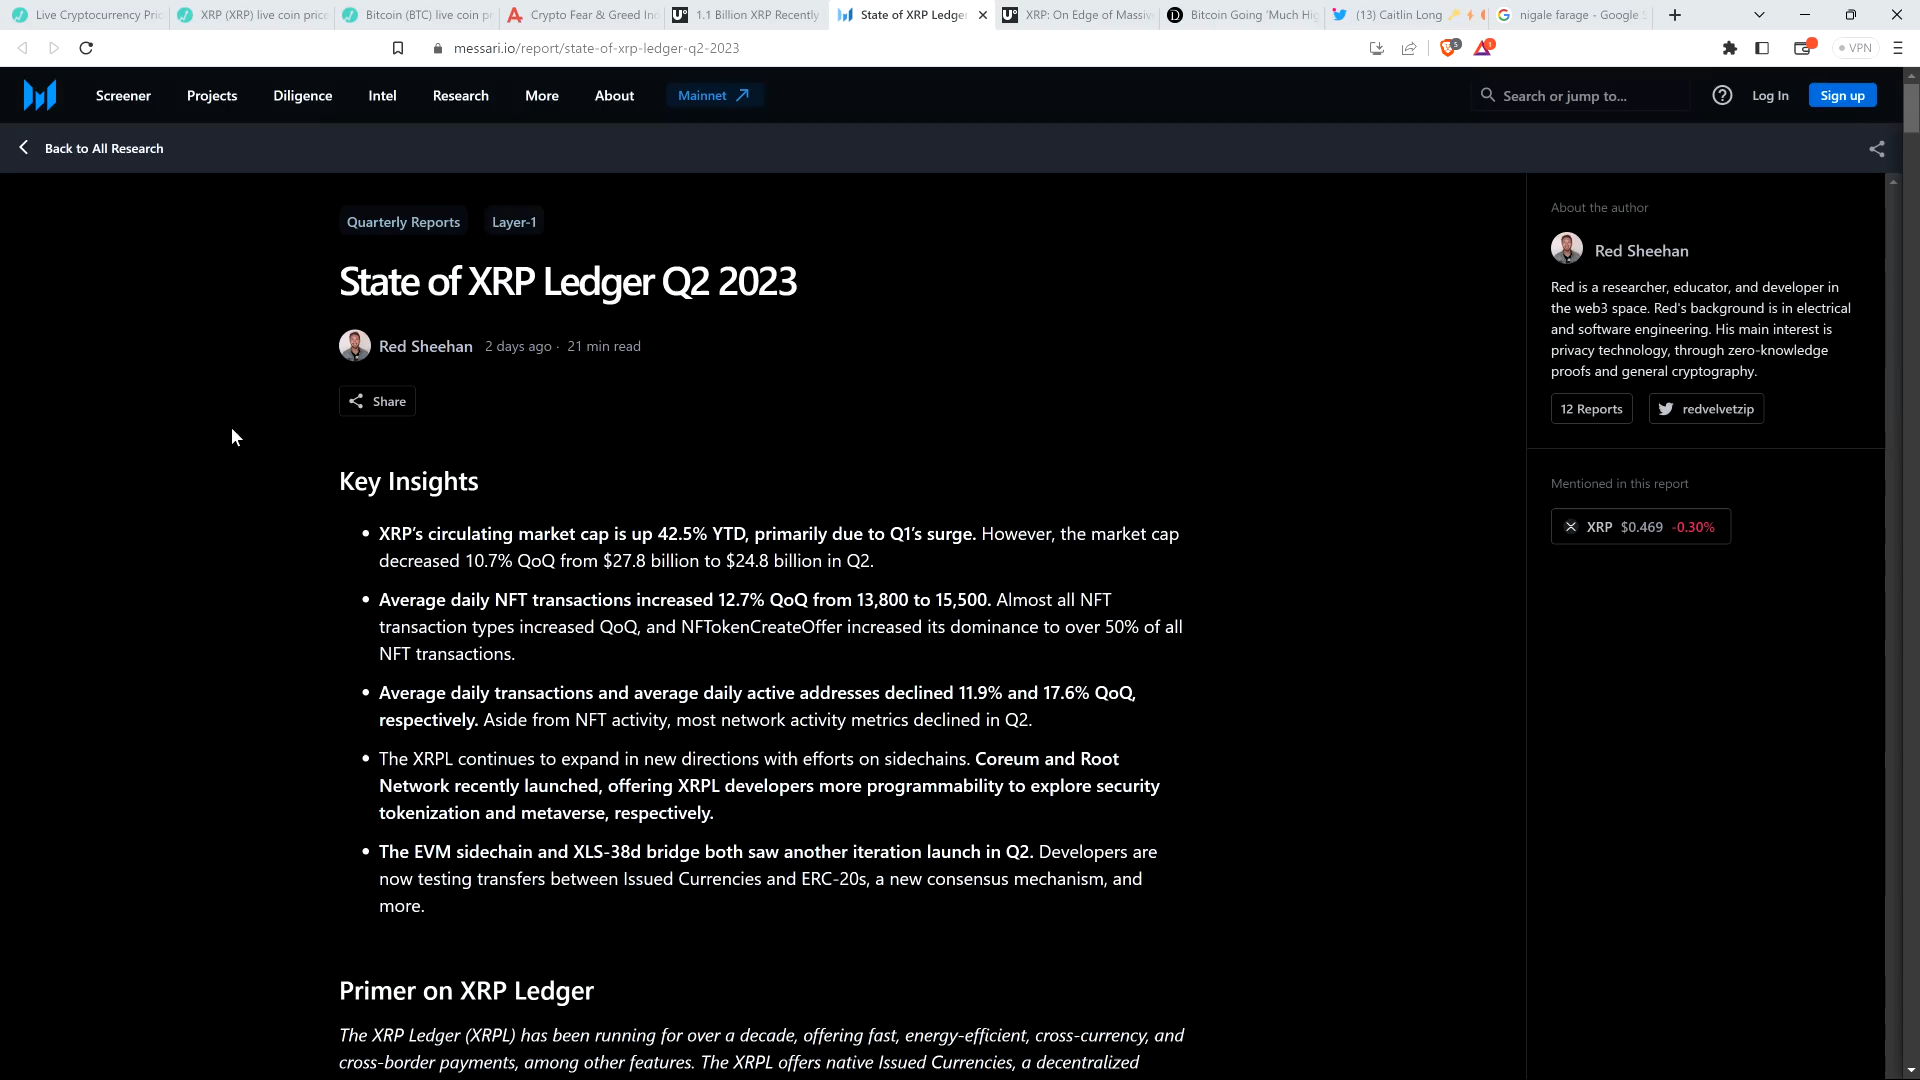 Live Cryptocurrency Pric
XRP (XRP) live coin price
Bitcoin (BTC) live coin pr
Crypto Fear & Greed Ind
1.1 Billion XRP Recently
State of XRP Ledger
XRP: On Edge of Massiv
Bitcoin Going 'Much Hig
(13) Caitlin Long
nigale farage - Google S
messari.io/report/state-of-xrp-ledger-q2-2023
VPN
Screener
Projects
Diligence
Intel
Research
More
About
Mainnet
Search or jump to...
Log In
Sign up
Back to All Research
Quarterly Reports
Layer-1
State of XRP Ledger Q2 2023
Red Sheehan 2 days ago · 21 min read
Share
Key Insights
• XRP’s circulating market cap is up 42.5% YTD, primarily due to Q1’s surge. However, the market cap
decreased 10.7% QoQ from $27.8 billion to $24.8 billion in Q2.
• Average daily NFT transactions increased 12.7% QoQ from 13,800 to 15,500. Almost all NFT
transaction types increased QoQ, and NFTokenCreateOffer increased its dominance to over 50% of all
NFT transactions.
• Average daily transactions and average daily active addresses declined 11.9% and 17.6% QoQ,
respectively. Aside from NFT activity, most network activity metrics declined in Q2.
• The XRPL continues to expand in new directions with efforts on sidechains. Coreum and Root
Network recently launched, offering XRPL developers more programmability to explore security
tokenization and metaverse, respectively.
• The EVM sidechain and XLS-38d bridge both saw another iteration launch in Q2. Developers are
now testing transfers between Issued Currencies and ERC-20s, a new consensus mechanism, and
more.
Primer on XRP Ledger
The XRP Ledger (XRPL) has been running for over a decade, offering fast, energy-efficient, cross-currency, and
cross-border payments, among other features. The XRPL offers native Issued Currencies, a decentralized
About the author
Red Sheehan
Red is a researcher, educator, and developer in
the web3 space. Red's background is in electrical
and software engineering. His main interest is
privacy technology, through zero-knowledge
proofs and general cryptography.
12 Reports
redvelvetzip
Mentioned in this report
XRP $0.469 -0.30%